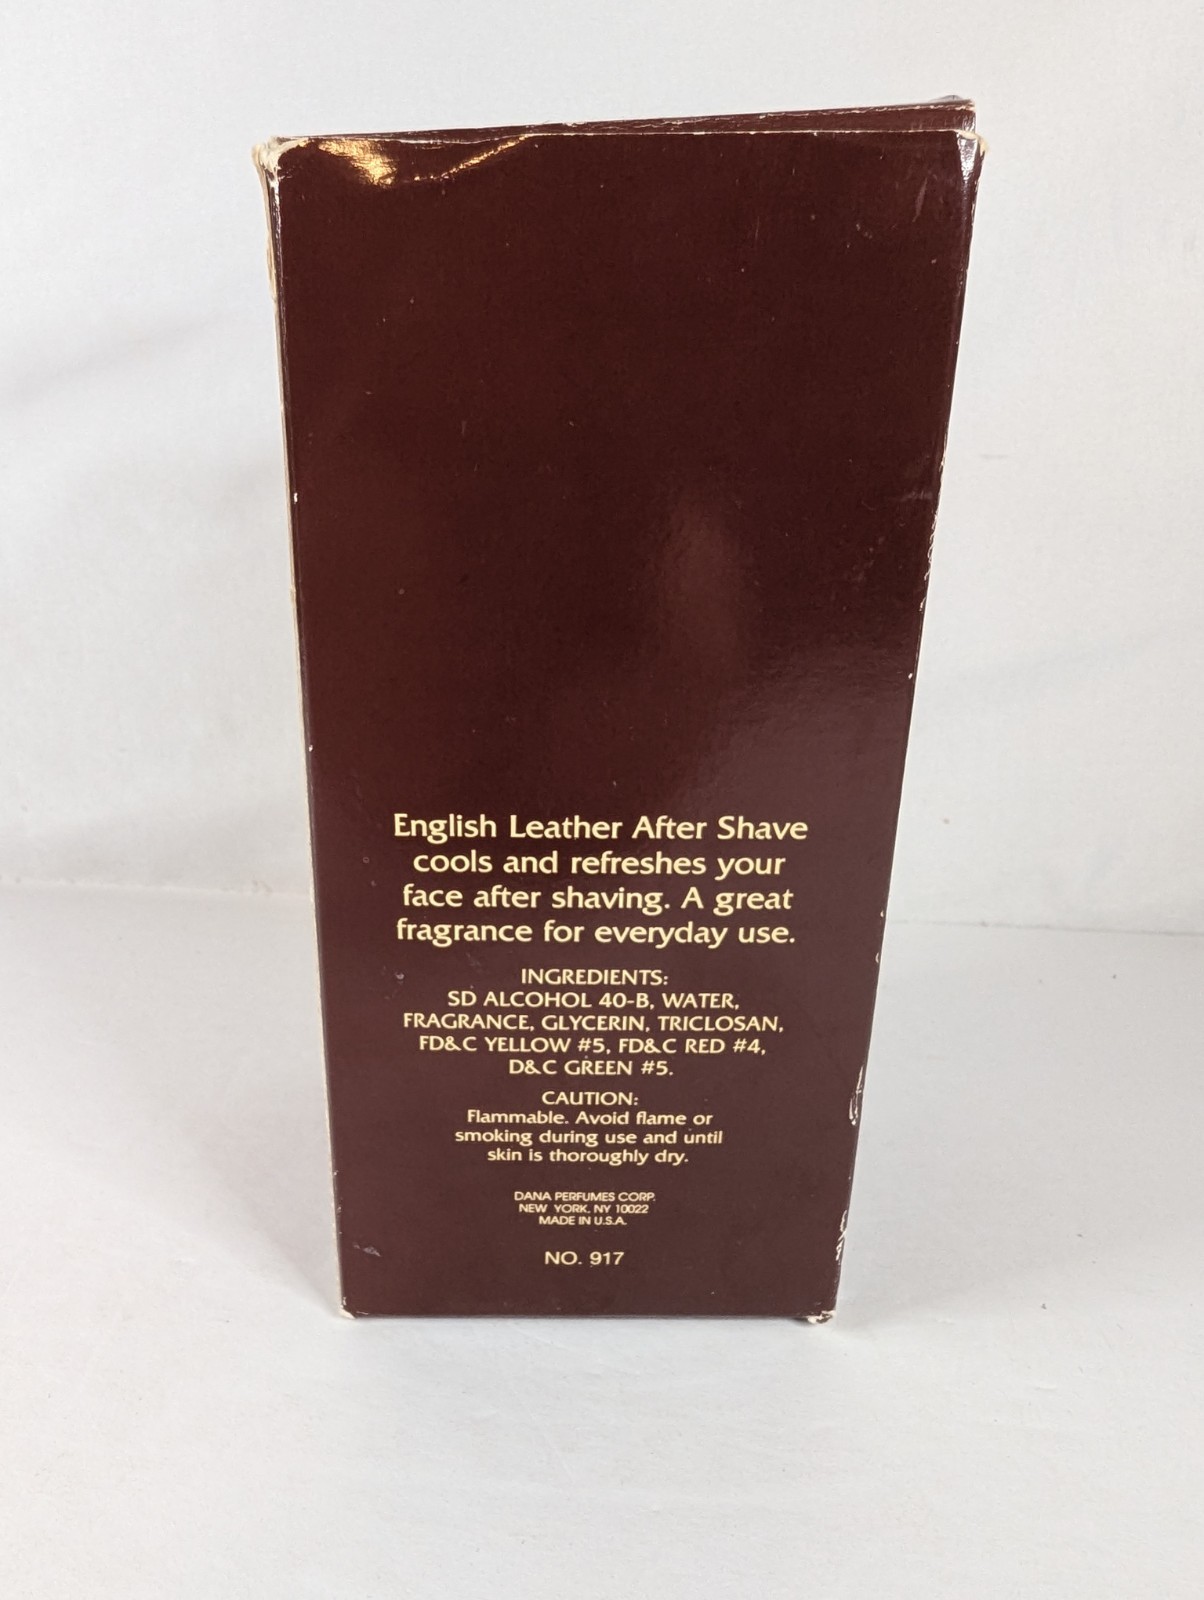 English Leather After Shave
cools and refreshes your
face after shaving. A great
fragrance for everyday use.
INGREDIENTS:
SD ALCOHOL 40-B, WATER,
FRAGRANCE, GLYCERIN, TRICLOSAN,
FD&C YELLOW #5, FD&C RED #4,
D&C GREEN #5.
CAUTION:
Flammable. Avoid flame or
smoking during use and until
skin is thoroughly dry.
DANA PERFUMES CORP.
NEW YORK, NY 10022
MADE IN U.S.A.
NO. 917